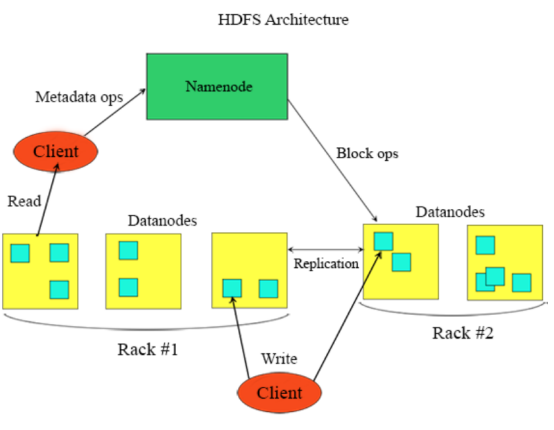 HDFS Architecture
Namenode
Metadata ops
Client
Block ops
Read
Datanodes
Datanodes
Replication
Rack #1
Rack #2
Write
Client